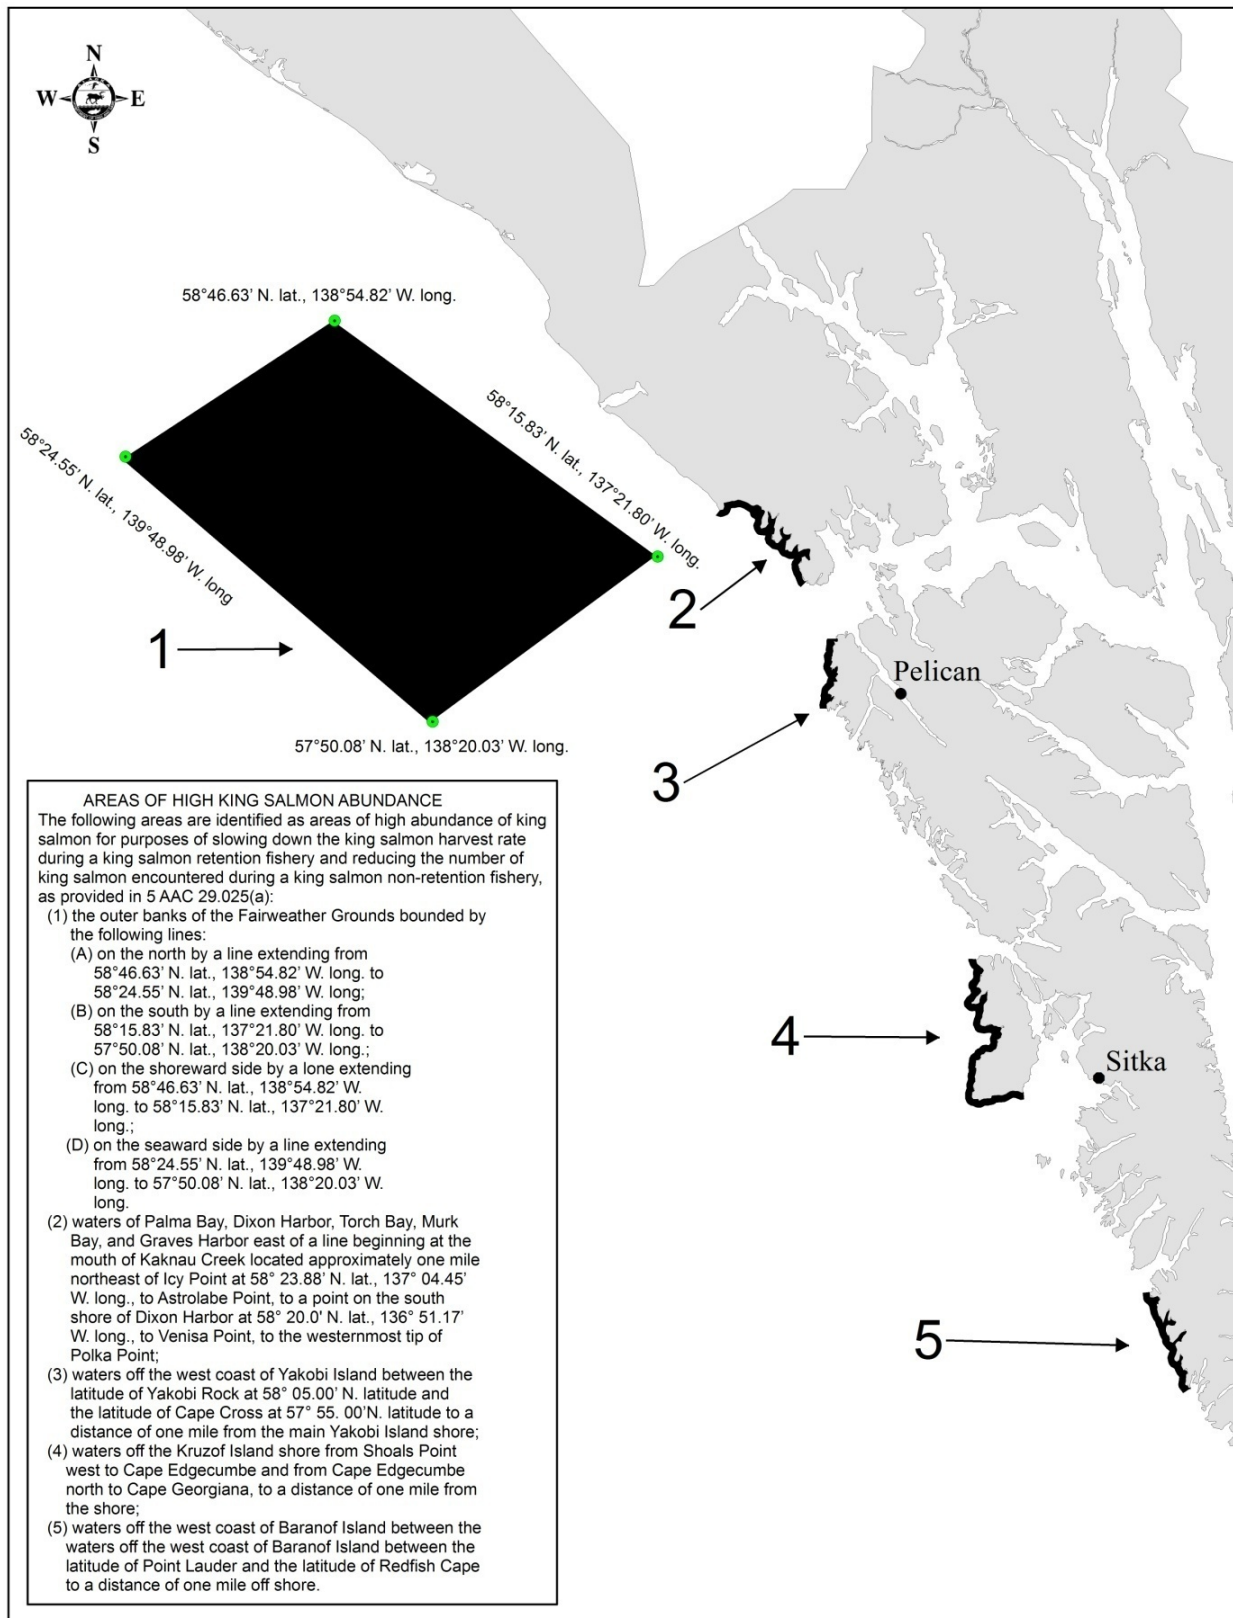 N
W E
S
58°46.63' N. lat., 138°54.82' W. long.
58°15.83' N. lat., 137°21.80' W. long.
58°24.55' N. lat., 139°48.98' W. long
1
2
Pelican
3
57°50.08' N. lat., 138°20.03' W. long.
4
Sitka
5
AREAS OF HIGH KING SALMON ABUNDANCE
The following areas are identified as areas of high abundance of king
salmon for purposes of slowing down the king salmon harvest rate
during a king salmon retention fishery and reducing the number of
king salmon encountered during a king salmon non-retention fishery,
as provided in 5 AAC 29.025(a):
(1) the outer banks of the Fairweather Grounds bounded by
the following lines:
(A) on the north by a line extending from
58°46.63' N. lat., 138°54.82' W. long. to
58°24.55' N. lat., 139°48.98' W. long;
(B) on the south by a line extending from
58°15.83' N. lat., 137°21.80' W. long. to
57°50.08' N. lat., 138°20.03' W. long.;
(C) on the shoreward side by a lone extending
from 58°46.63' N. lat., 138°54.82' W.
long. to 58°15.83' N. lat., 137°21.80' W.
long.;
(D) on the seaward side by a line extending
from 58°24.55' N. lat., 139°48.98' W.
long. to 57°50.08' N. lat., 138°20.03' W.
long.
(2) waters of Palma Bay, Dixon Harbor, Torch Bay, Murk
Bay, and Graves Harbor east of a line beginning at the
mouth of Kaknau Creek located approximately one mile
northeast of Icy Point at 58° 23.88' N. lat., 137° 04.45'
W. long., to Astrolabe Point, to a point on the south
shore of Dixon Harbor at 58° 20.0' N. lat., 136° 51.17'
W. long., to Venisa Point, to the westernmost tip of
Polka Point;
(3) waters off the west coast of Yakobi Island between the
latitude of Yakobi Rock at 58° 05.00' N. latitude and
the latitude of Cape Cross at 57° 55. 00'N. latitude to a
distance of one mile from the main Yakobi Island shore;
(4) waters off the Kruzof Island shore from Shoals Point
west to Cape Edgecumbe and from Cape Edgecumbe
north to Cape Georgiana, to a distance of one mile from
the shore;
(5) waters off the west coast of Baranof Island between the
waters off the west coast of Baranof Island between the
latitude of Point Lauder and the latitude of Redfish Cape
to a distance of one mile off shore.